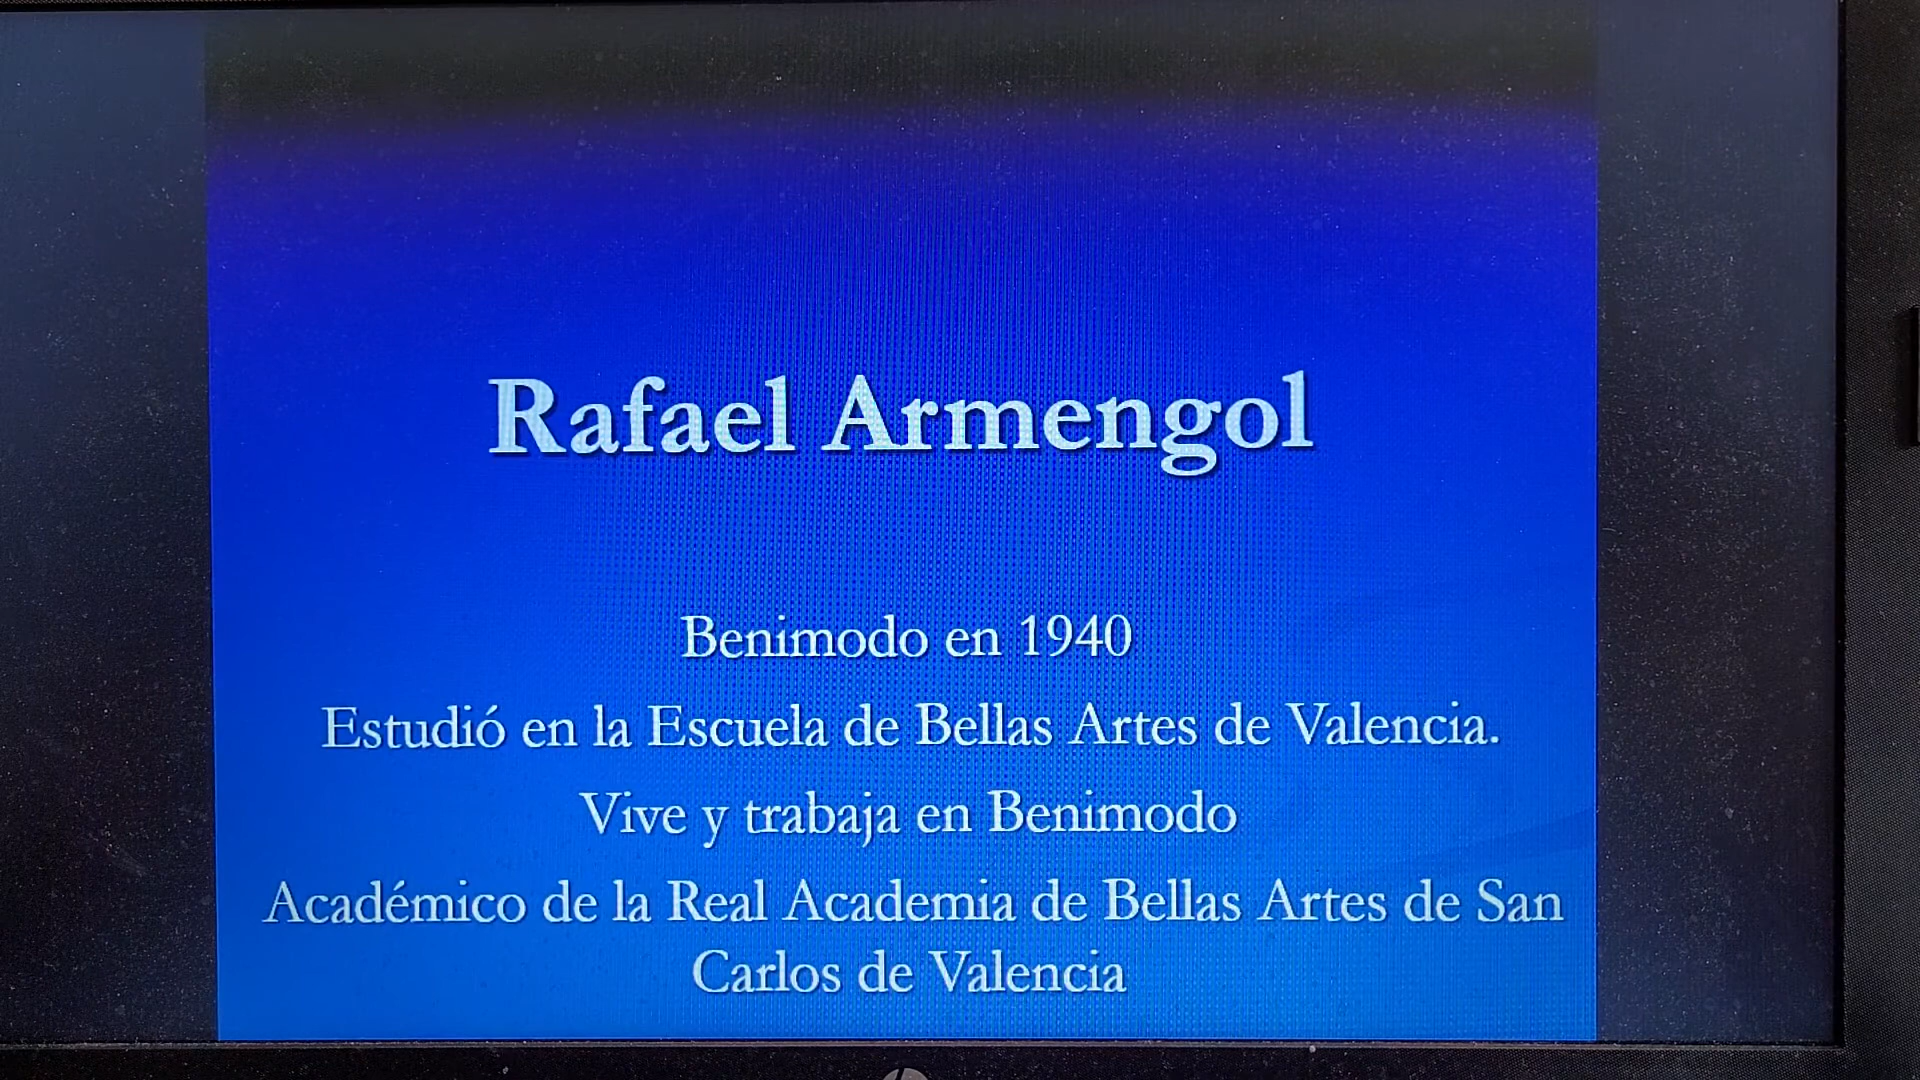 Rafael Armengol
Benimodo en 1940
Estudió en la Escuela de Bellas Artes de Valencia.
Vive y trabaja en Benimodo
Académico de la Real Academia de Bellas Artes de San
Carlos de Valencia